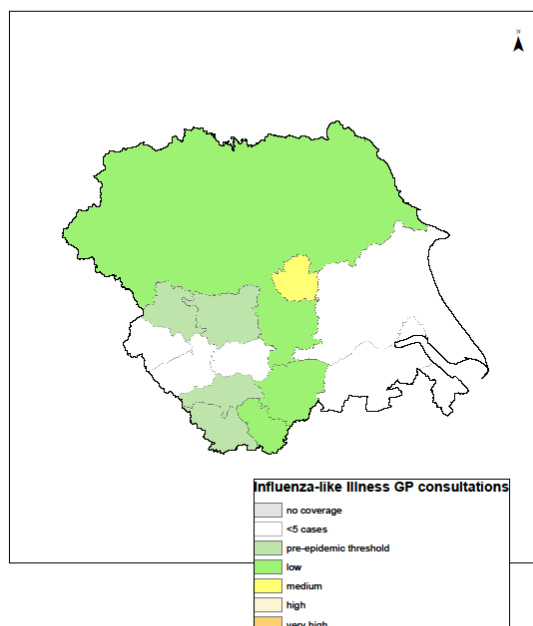 N
Influenza-like Illness GP consultations
no coverage
<5 cases
pre-epidemic threshold
low
medium
high
very high